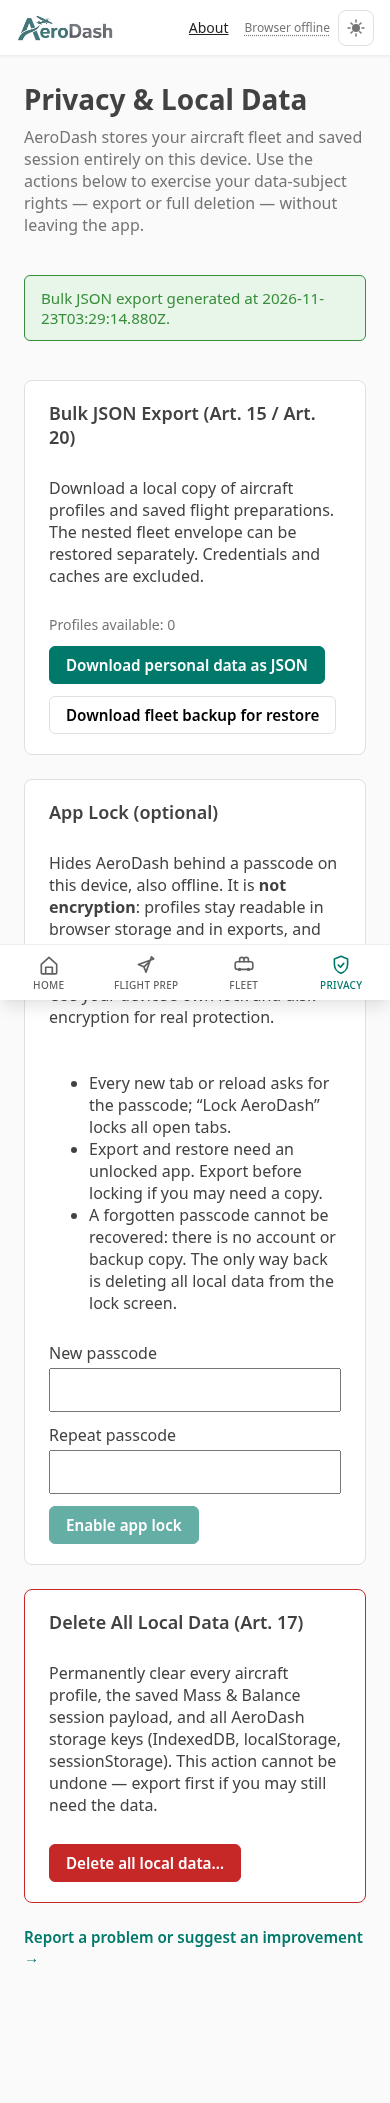 AeroDash
About
Browser offline
Privacy & Local Data
AeroDash stores your aircraft fleet and saved
session entirely on this device. Use the
actions below to exercise your data-subject
rights — export or full deletion — without
leaving the app.
Bulk JSON export generated at 2026-11-
23T03:29:14.880Z.
Bulk JSON Export (Art. 15 / Art.
20)
Download a local copy of aircraft
profiles and saved flight preparations.
The nested fleet envelope can be
restored separately. Credentials and
caches are excluded.
Profiles available: 0
Download personal data as JSON
Download fleet backup for restore
App Lock (optional)
Hides AeroDash behind a passcode on
this device, also offline. It is not
encryption: profiles stay readable in
browser storage and in exports, and
HOME
FLIGHT PREP
FLEET
PRIVACY
encryption for real protection.
• Every new tab or reload asks for
the passcode; “Lock AeroDash”
locks all open tabs.
• Export and restore need an
unlocked app. Export before
locking if you may need a copy.
• A forgotten passcode cannot be
recovered: there is no account or
backup copy. The only way back
is deleting all local data from the
lock screen.
New passcode
Repeat passcode
Enable app lock
Delete All Local Data (Art. 17)
Permanently clear every aircraft
profile, the saved Mass & Balance
session payload, and all AeroDash
storage keys (IndexedDB, localStorage,
sessionStorage). This action cannot be
undone — export first if you may still
need the data.
Delete all local data...
Report a problem or suggest an improvement
→